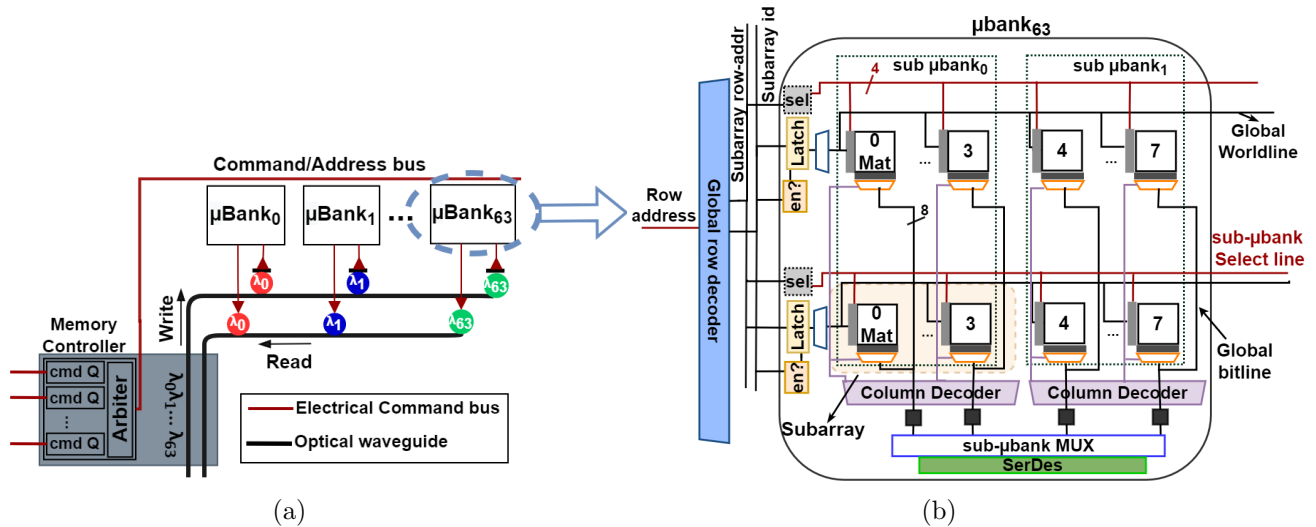 Command/Address bus
μBank0
μBank1
...
μBank63
λ0
λ1
λ63
λ0
λ1
λ63
Write
Read
Memory
Controller
cmd Q
cmd Q
...
cmd Q
Arbiter
λ0λ1... λ63
Electrical Command bus
Optical waveguide
(a)
Row
address
Global row decoder
Subarray row-addr
Subarray id
μbank63
sub μbank0
sub μbank1
sel
4
Latch
en?
0
Mat
...
3
4
...
7
Global
Worldline
8
sub-μbank
Select line
sel
Latch
en?
0
Mat
...
3
4
...
7
Global
bitline
Column Decoder
Column Decoder
Subarray
sub-μbank MUX
SerDes
(b)